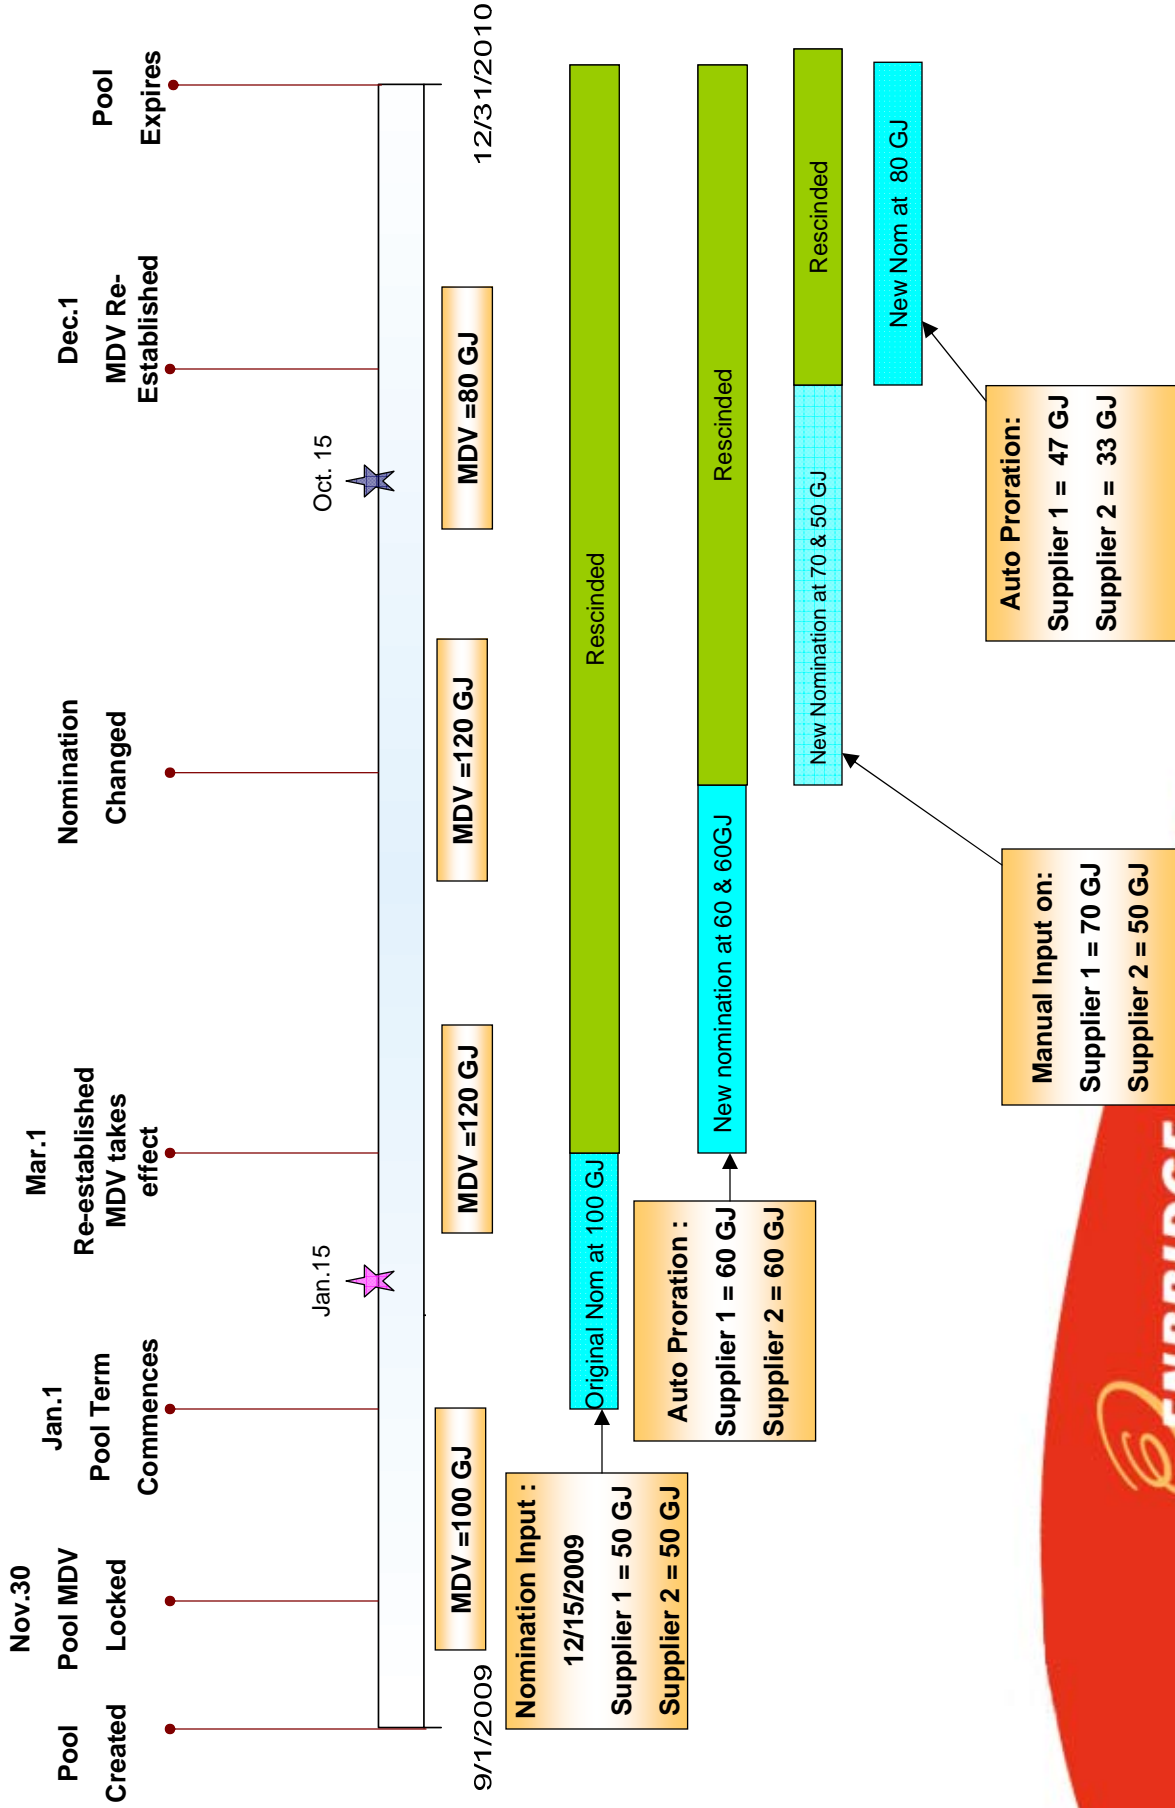 Pool
Created
Nov.30
Pool MDV
Locked
Jan.1
Pool Term
Commences
Mar.1
Re-established
MDV takes
effect
Nomination
Changed
Dec.1
MDV Re-
Established
Pool
Expires
Jan.15
Oct. 15
9/1/2009
12/31/2010
MDV =100 GJ
MDV =120 GJ
MDV =120 GJ
MDV =80 GJ
Nomination Input :
12/15/2009
Supplier 1 = 50 GJ
Supplier 2 = 50 GJ
Original Nom at 100 GJ
Rescinded
Auto Proration :
Supplier 1 = 60 GJ
Supplier 2 = 60 GJ
New nomination at 60 & 60GJ
Rescinded
Manual Input on:
Supplier 1 = 70 GJ
Supplier 2 = 50 GJ
New Nomination at 70 & 50 GJ
Rescinded
Auto Proration:
Supplier 1 = 47 GJ
Supplier 2 = 33 GJ
New Nom at 80 GJ
ENBRIDGE